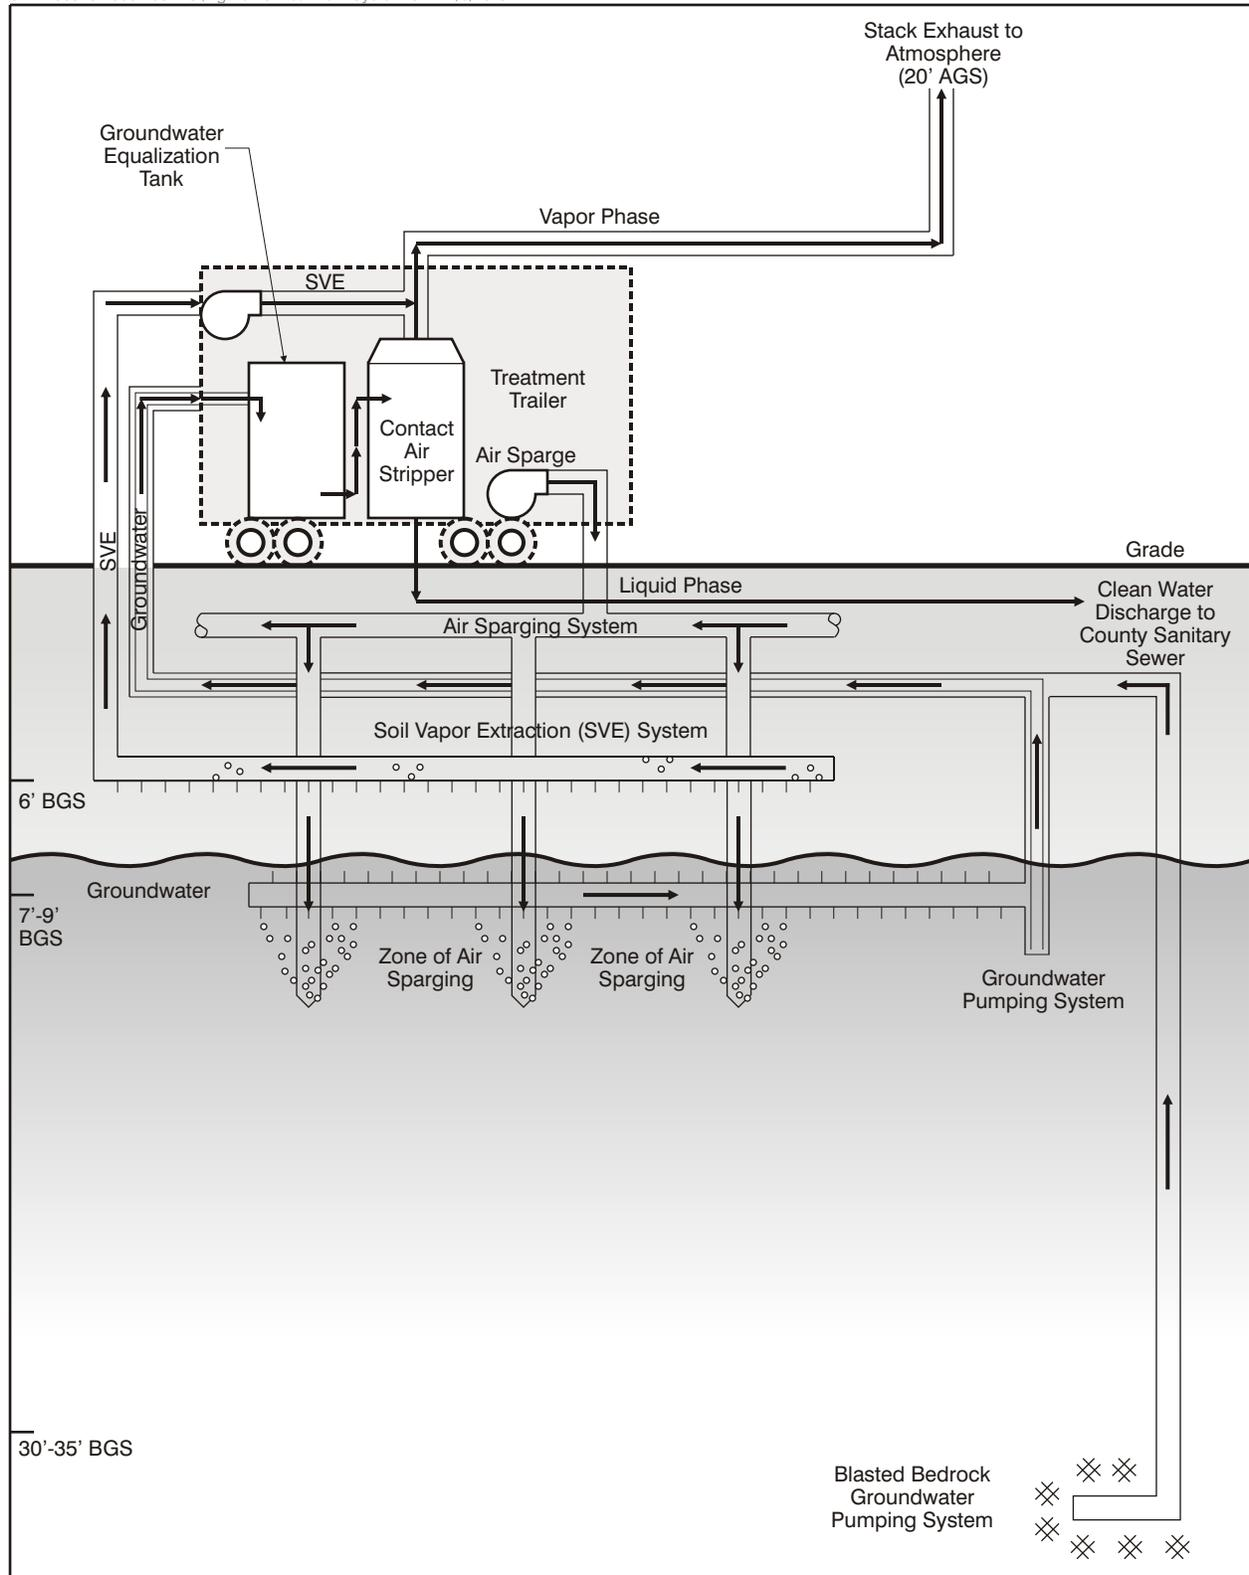 Stack Exhaust to
Atmosphere
(20' AGS)
Groundwater
Equalization
Tank
Vapor Phase
SVE
Treatment
Trailer
Contact
Air
Stripper
Air Sparge
SVE
Groundwater
Grade
Liquid Phase
Clean Water
Discharge to
County Sanitary
Sewer
Air Sparging System
Soil Vapor Extraction (SVE) System
6' BGS
Groundwater
7'-9'
BGS
Zone of Air
Sparging
Zone of Air
Sparging
Groundwater
Pumping System
30'-35' BGS
Blasted Bedrock
Groundwater
Pumping System